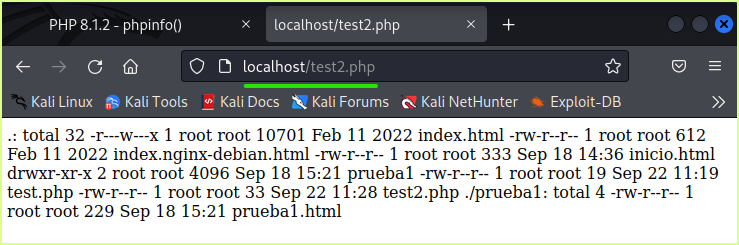 PHP 8.1.2 - phpinfo()
localhost/test2.php
localhost/test2.php
Kali Linux
Kali Tools
Kali Docs
Kali Forums
Kali NetHunter
Exploit-DB
.: total 32 -r---w---x 1 root root 10701 Feb 11 2022 index.html -rw-r--r-- 1 root root 612
Feb 11 2022 index.nginx-debian.html -rw-r--r-- 1 root root 333 Sep 18 14:36 inicio.html
drwxr-xr-x 2 root root 4096 Sep 18 15:21 prueba1 -rw-r--r-- 1 root root 19 Sep 22 11:19
test.php -rw-r--r-- 1 root root 33 Sep 22 11:28 test2.php ./prueba1: total 4 -rw-r--r-- 1
root root 229 Sep 18 15:21 prueba1.html